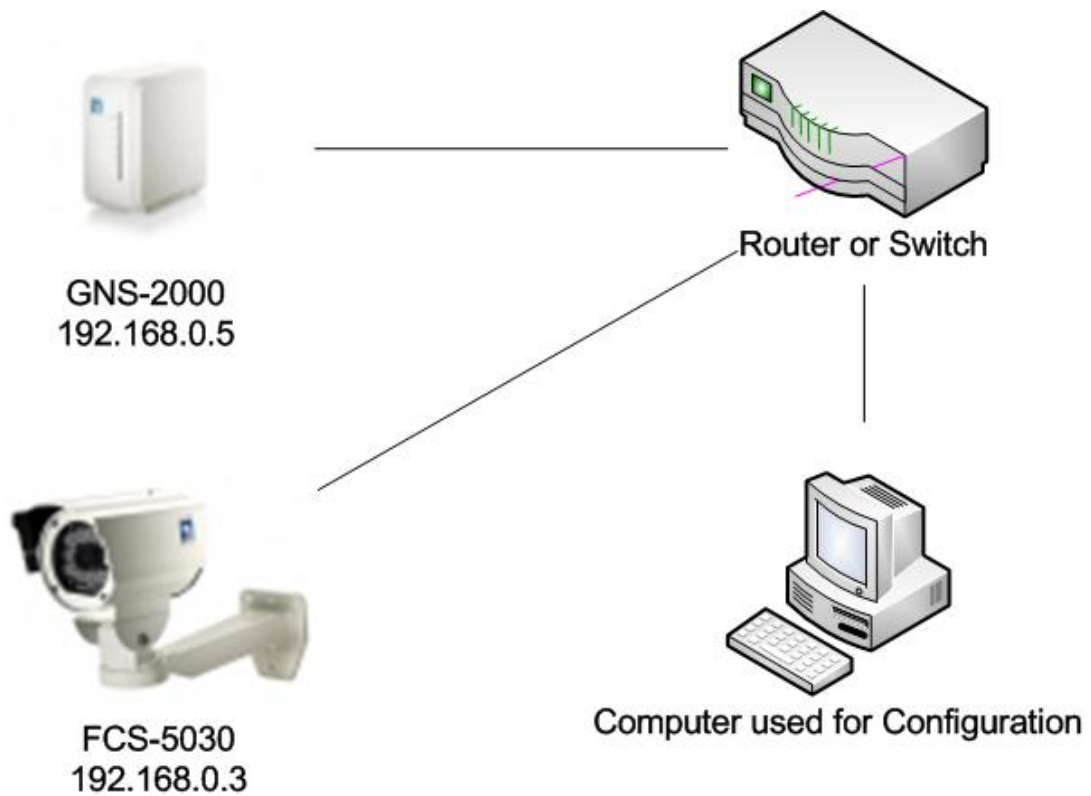 GNS-2000
192.168.0.5
Router or Switch
FCS-5030
192.168.0.3
Computer used for Configuration